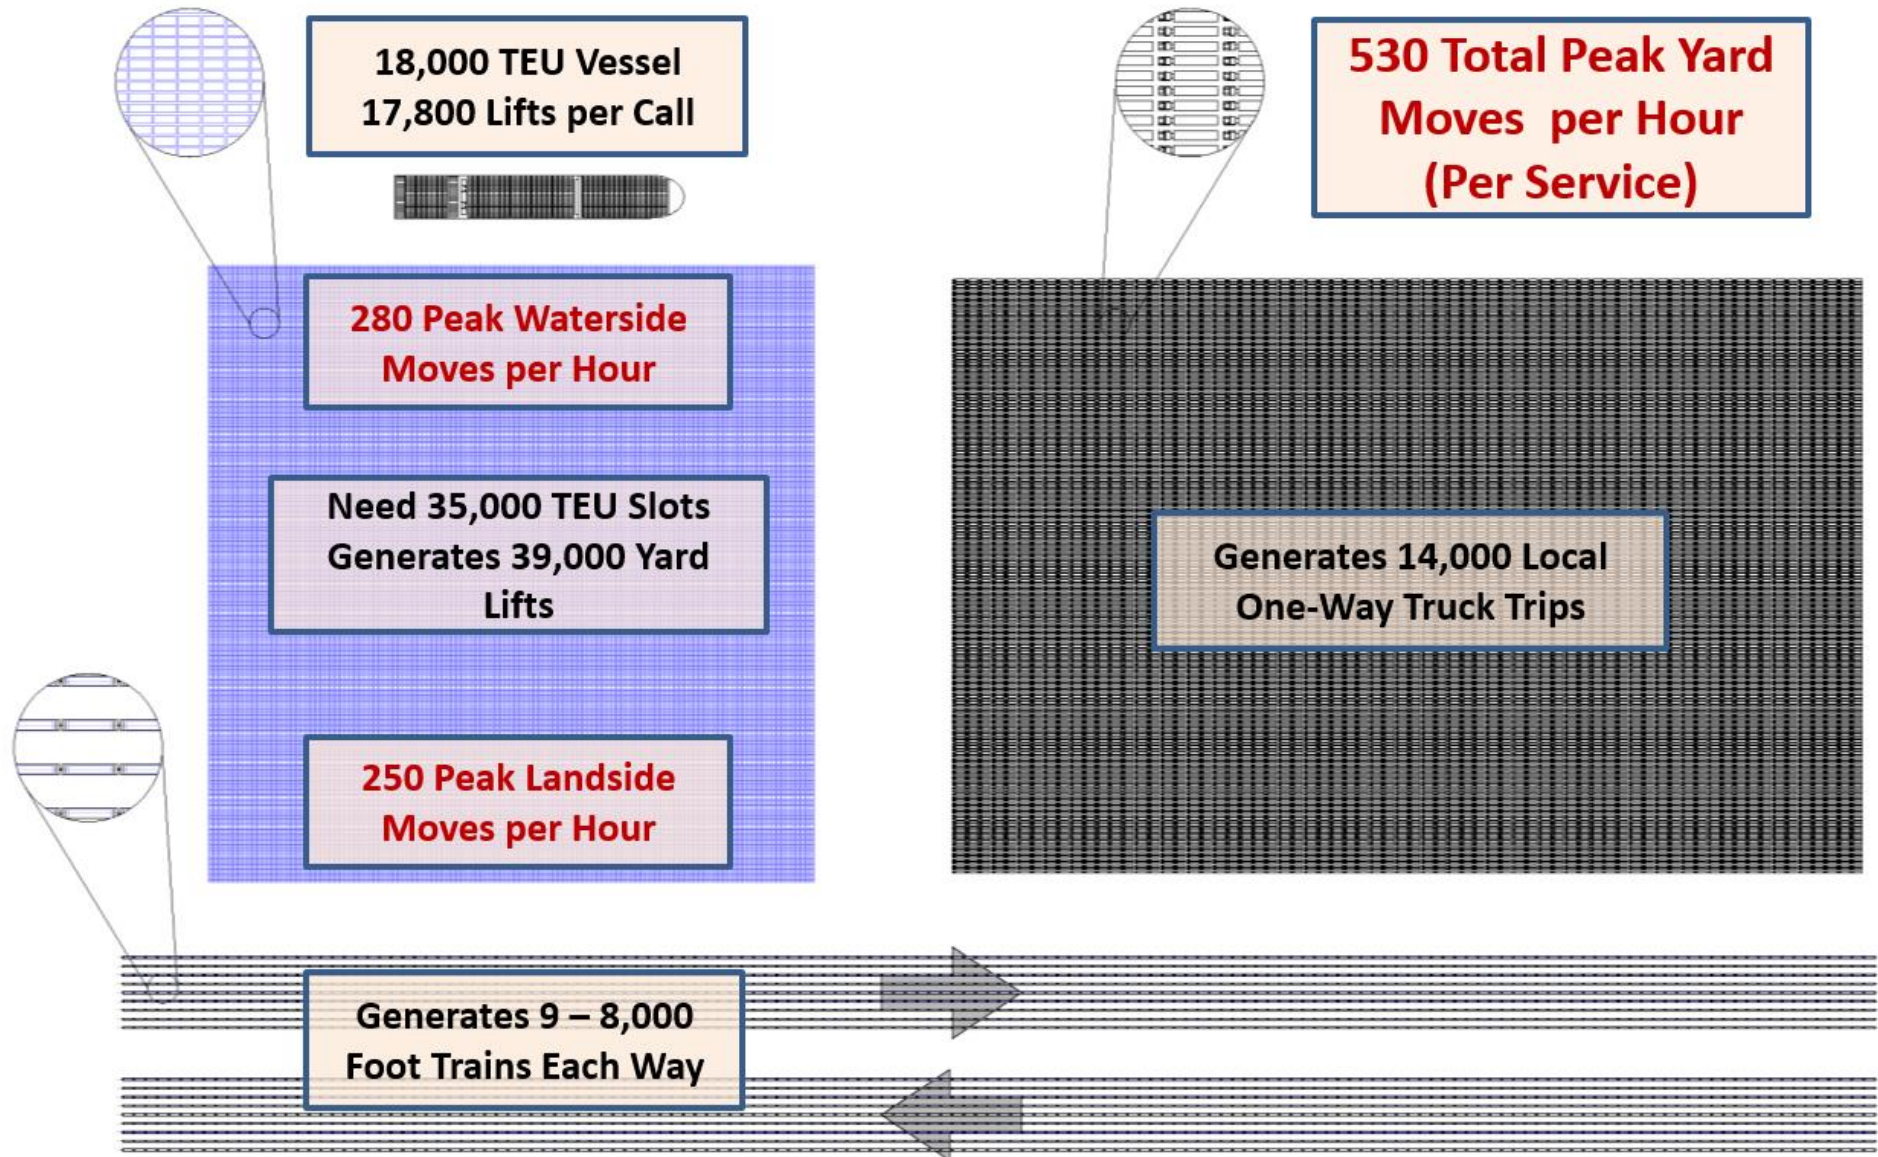 18,000 TEU Vessel
17,800 Lifts per Call
530 Total Peak Yard
Moves per Hour
(Per Service)
280 Peak Waterside
Moves per Hour
Need 35,000 TEU Slots
Generates 39,000 Yard
Lifts
Generates 14,000 Local
One-Way Truck Trips
250 Peak Landside
Moves per Hour
Generates 9 – 8,000
Foot Trains Each Way